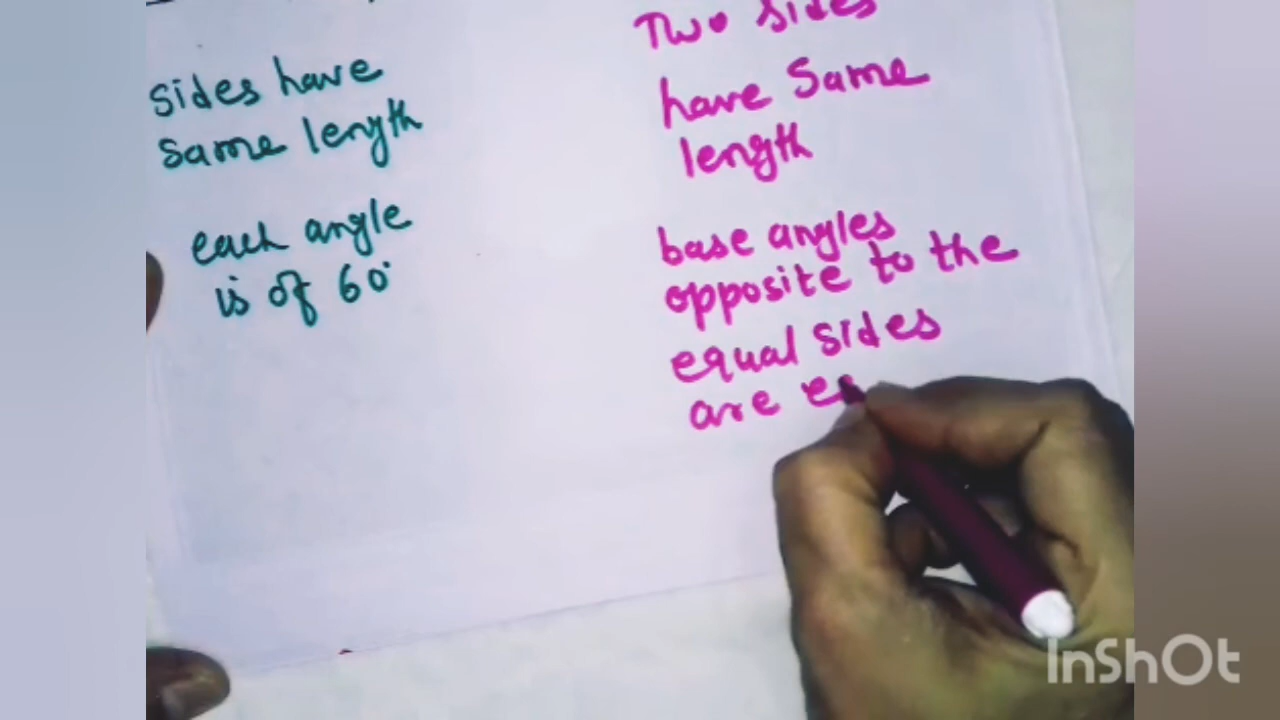 sides have
same length
each angle
is of 60°
Two sides
have same
length
base angles
opposite to the
equal sides
are
InShOt